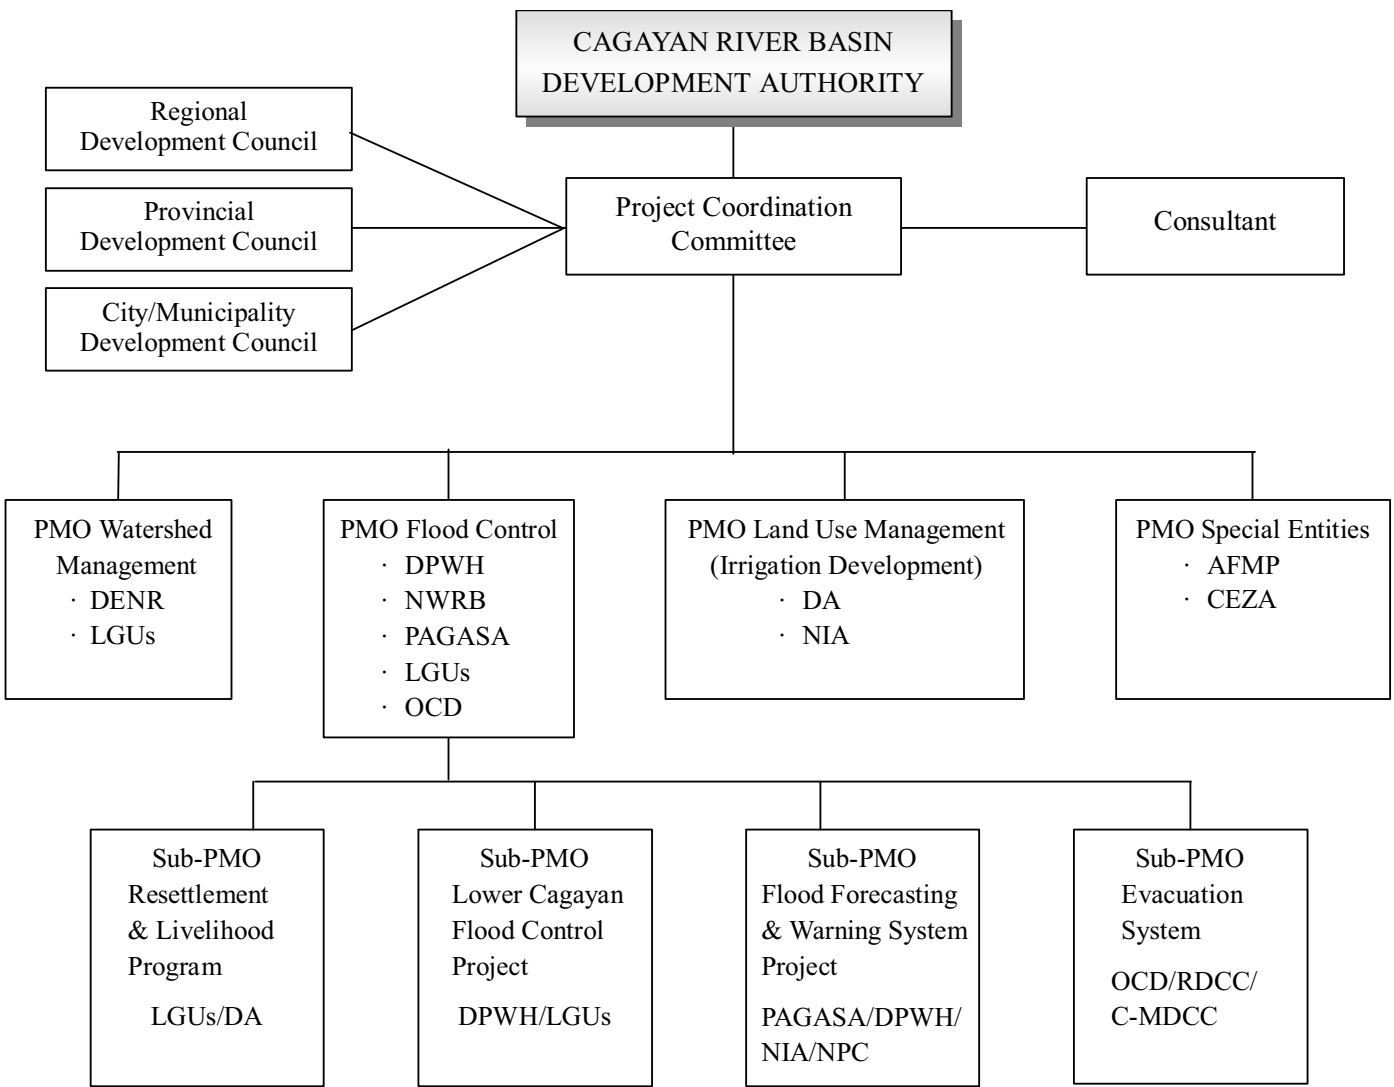 CAGAYAN RIVER BASIN
DEVELOPMENT AUTHORITY
Regional
Development Council
Provincial
Development Council
City/Municipality
Development Council
Project Coordination
Committee
Consultant
PMO Watershed
Management
· DENR
· LGUs
PMO Flood Control
· DPWH
· NWRB
· PAGASA
· LGUs
· OCD
PMO Land Use Management
(Irrigation Development)
· DA
· NIA
PMO Special Entities
· AFMP
· CEZA
Sub-PMO
Resettlement
& Livelihood
Program
LGUs/DA
Sub-PMO
Lower Cagayan
Flood Control
Project
DPWH/LGUs
Sub-PMO
Flood Forecasting
& Warning System
Project
PAGASA/DPWH/
NIA/NPC
Sub-PMO
Evacuation
System
OCD/RDCC/
C-MDCC